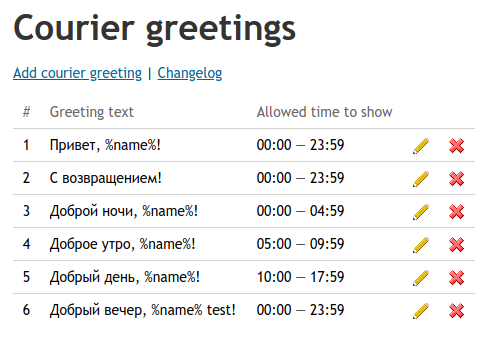 Courier greetings
Add courier greeting | Changelog
# Greeting text Allowed time to show
1 Привет, %name%! 00:00 — 23:59
2 С возвращением! 00:00 — 23:59
3 Доброй ночи, %name%! 00:00 — 04:59
4 Доброе утро, %name%! 05:00 — 09:59
5 Добрый день, %name%! 10:00 — 17:59
6 Добрый вечер, %name% test! 00:00 — 23:59